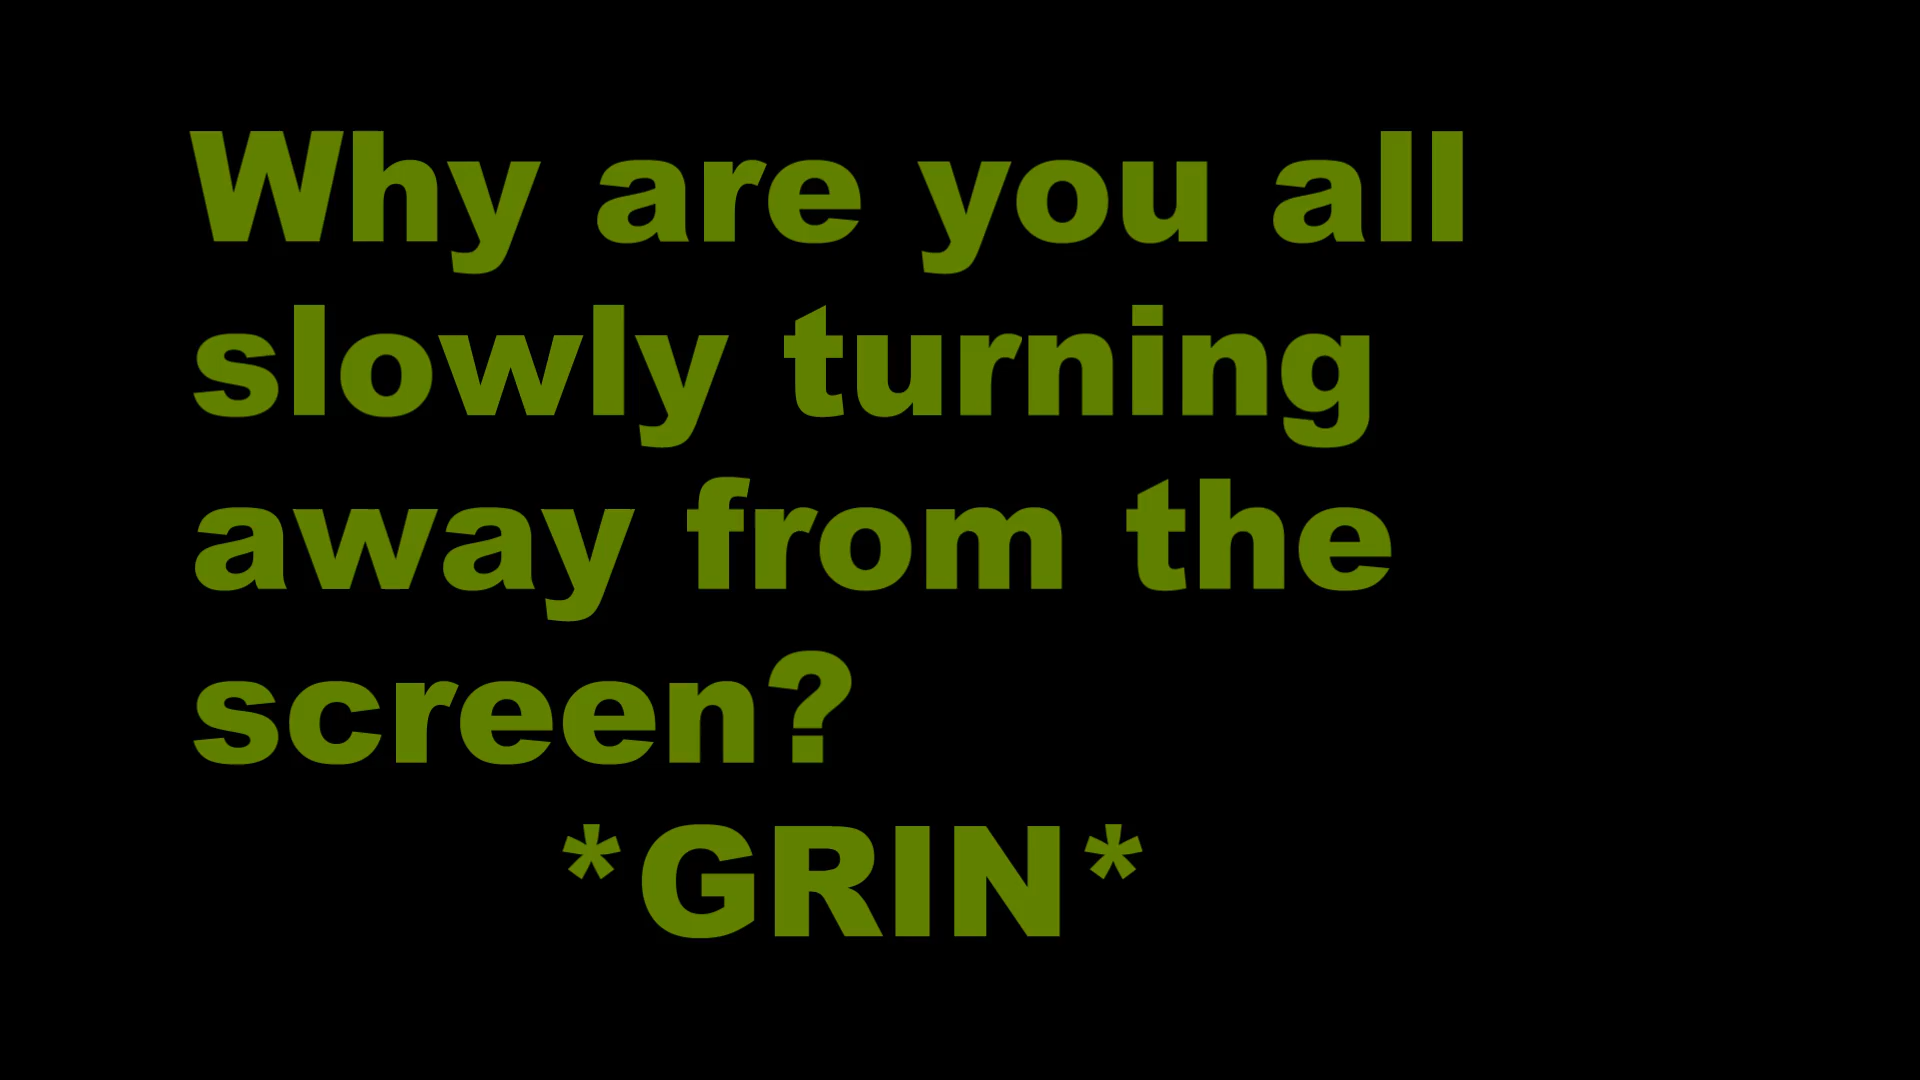 Why are you all
slowly turning
away from the
screen?
*GRIN*